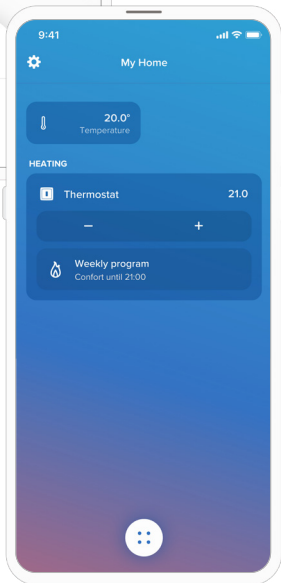 9:41
My Home
20.0°
Temperature
HEATING
Thermostat 21.0
− +
Weekly program
Confort until 21:00